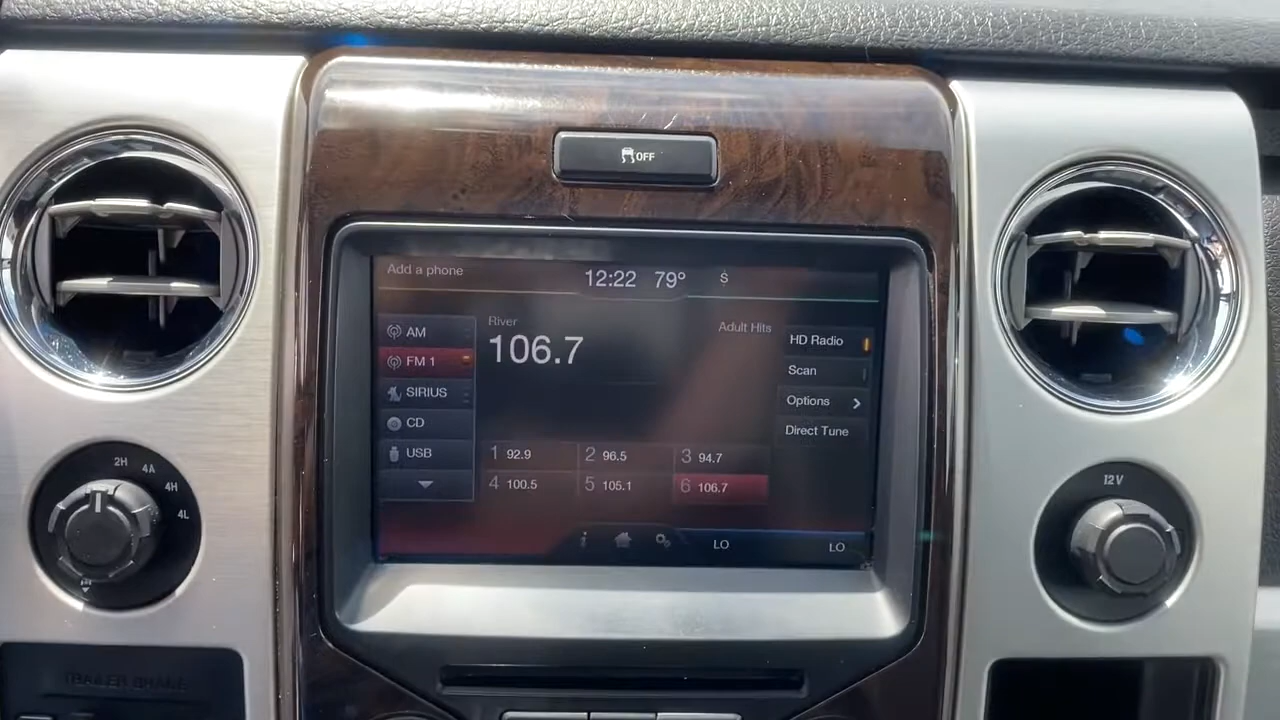 OFF
Add a phone
12:22 79° S
AM
FM 1
SIRIUS
CD
USB
River
106.7
Adult Hits
HD Radio
Scan
Options
Direct Tune
1 92.9 2 96.5 3 94.7
4 100.5 5 105.1 6 106.7
LO LO
2H 4A 4H 4L
12V
TRAILER BRAKE